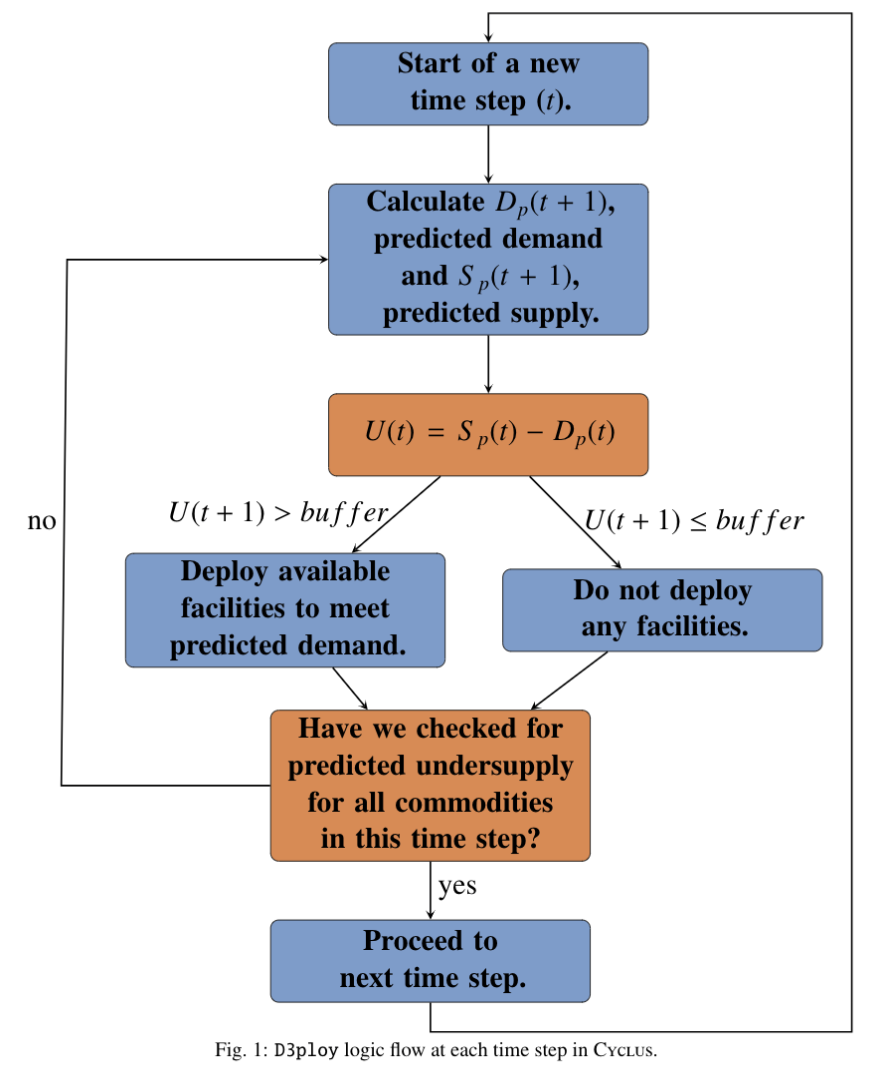 Start of a new
time step (t).
Calculate D_p(t + 1),
predicted demand
and S_p(t + 1),
predicted supply.
U(t) = S_p(t) − D_p(t)
U(t + 1) > buffer
U(t + 1) ≤ buffer
no
Deploy available
facilities to meet
predicted demand.
Do not deploy
any facilities.
Have we checked for
predicted undersupply
for all commodities
in this time step?
yes
Proceed to
next time step.
Fig. 1: D3ploy logic flow at each time step in Cyclus.